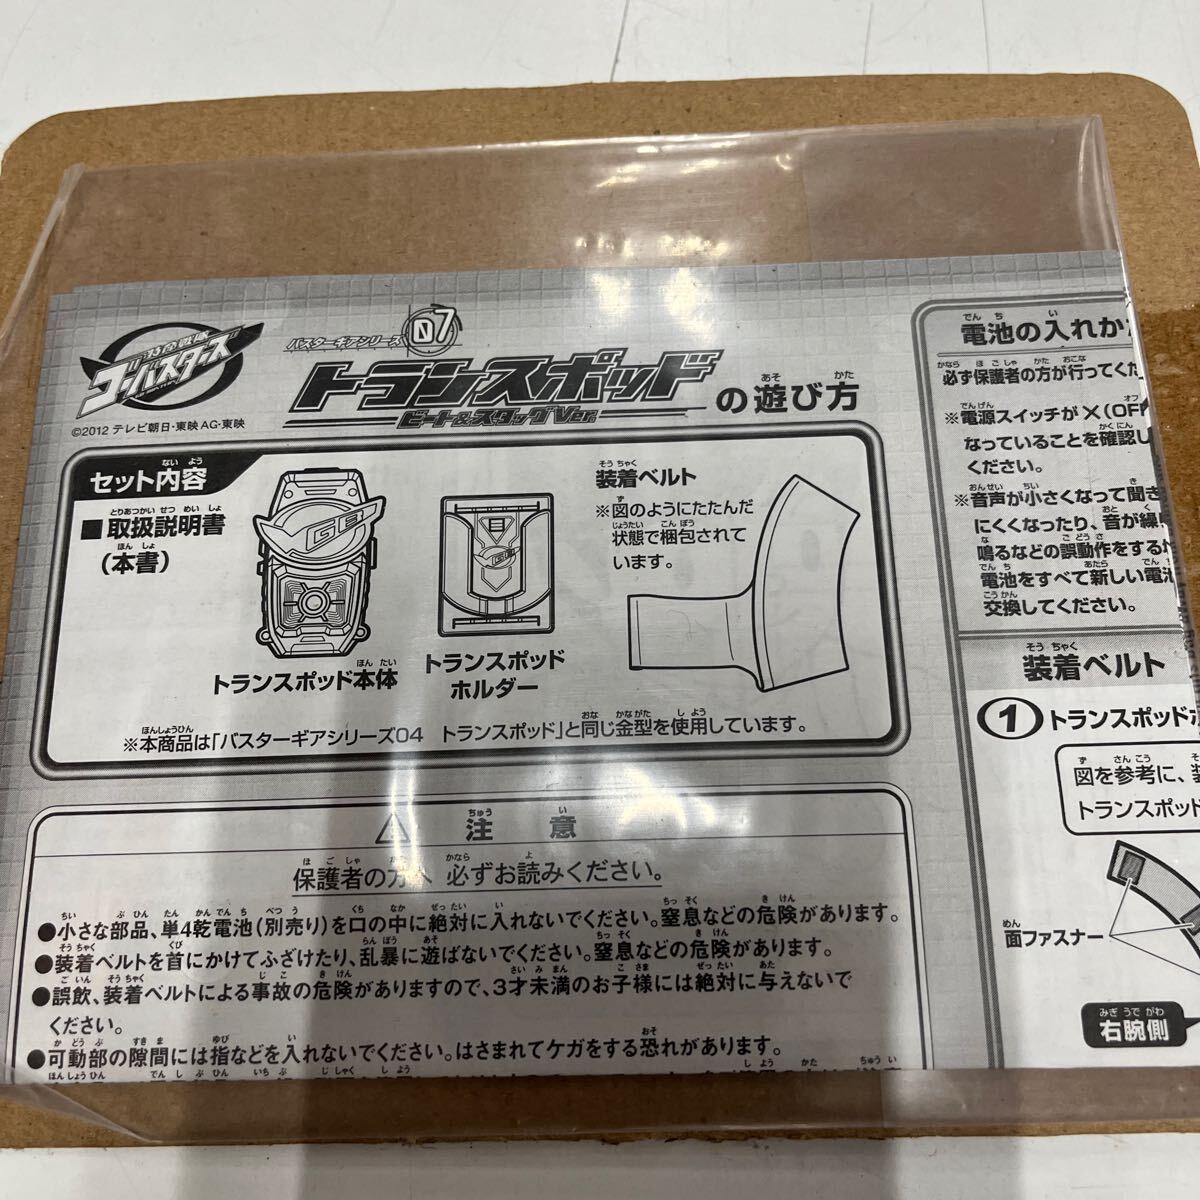 特命戦隊
ゴーバスターズ
©2012 テレビ朝日・東映AG・東映
バスターギアシリーズ 07
トランスポッドの遊び方
ビート&スタッグVer.
セット内容
■取扱説明書
(本書)
トランスポッド本体
トランスポッド
ホルダー
装着ベルト
※図のようにたたんだ
状態で梱包されて
います。
※本商品は「バスターギアシリーズ04 トランスポッド」と同じ金型を使用しています。
⚠ 注意
保護者の方へ 必ずお読みください。
●小さな部品、単4乾電池(別売り)を口の中に絶対に入れないでください。窒息などの危険があります。
●装着ベルトを首にかけてふざけたり、乱暴に遊ばないでください。窒息などの危険があります。
●誤飲、装着ベルトによる事故の危険がありますので、3才未満のお子様には絶対に与えないで
ください。
●可動部の隙間には指などを入れないでください。はさまれてケガをする恐れがあります。
電池の入れか
必ず保護者の方が行ってくだ
※電源スイッチが×(OF
なっていることを確認し
ください。
※音声が小さくなって聞き
にくくなったり、音が繰
鳴るなどの誤動作をする
電池をすべて新しい電
交換してください。
装着ベルト
① トランスポッド
図を参考に、
トランスポッド
面ファスナー
右腕側